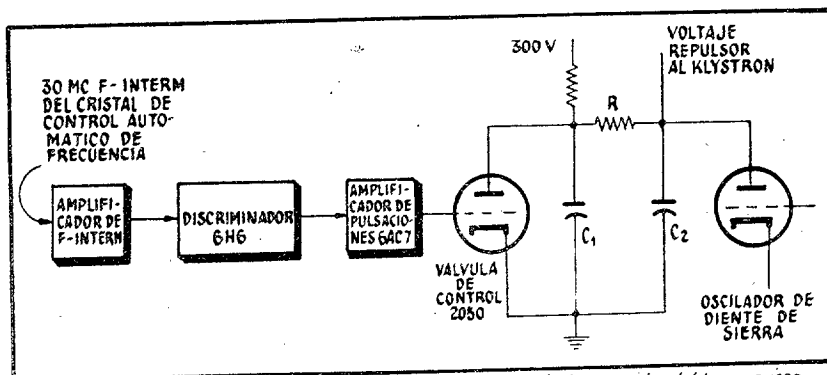 30 MC F-INTERM
DEL CRISTAL DE
CONTROL AUTO-
MATICO DE
FRECUENCIA
AMPLIFI-
CADOR DE
F-INTERM
DISCRIMINADOR
6H6
AMPLIFI-
CADOR DE
PULSACIO-
NES 6AC7
VALVULA
DE
CONTROL
2050
300 V
R
C1
C2
VOLTAJE
REPULSOR
AL KLYSTRON
OSCILADOR DE
DIENTE DE
SIERRA